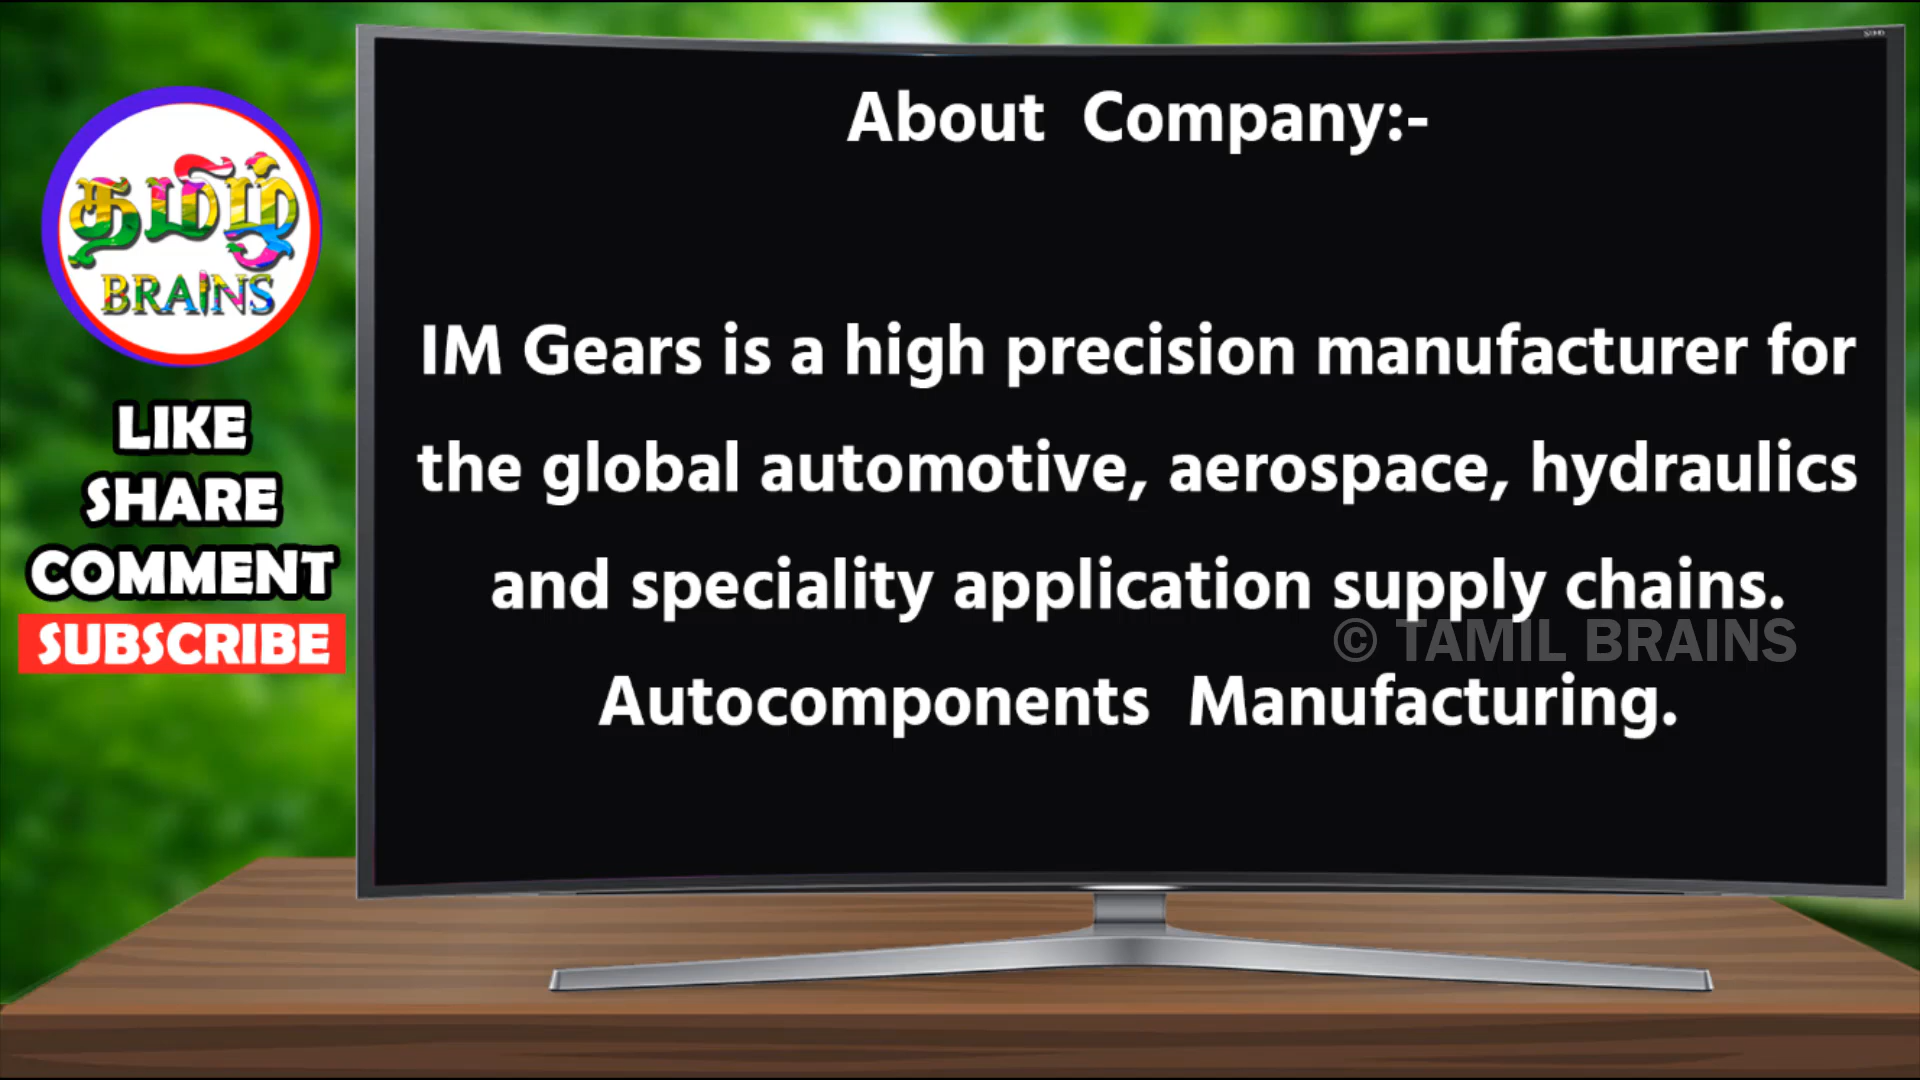 தமிழ்
BRAINS
LIKE
SHARE
COMMENT
SUBSCRIBE
About Company:-
IM Gears is a high precision manufacturer for
the global automotive, aerospace, hydraulics
and speciality application supply chains.
© TAMIL BRAINS
Autocomponents Manufacturing.